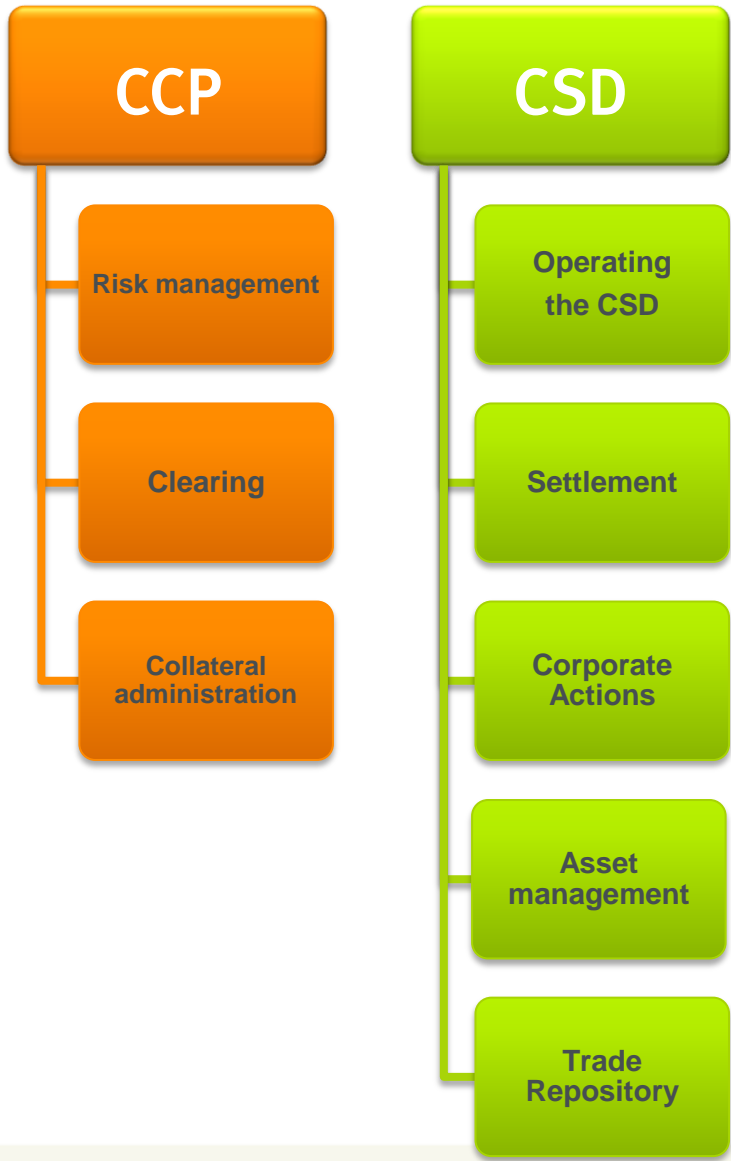 CCP
Risk management
Clearing
Collateral
administration
CSD
Operating
the CSD
Settlement
Corporate
Actions
Asset
management
Trade
Repository